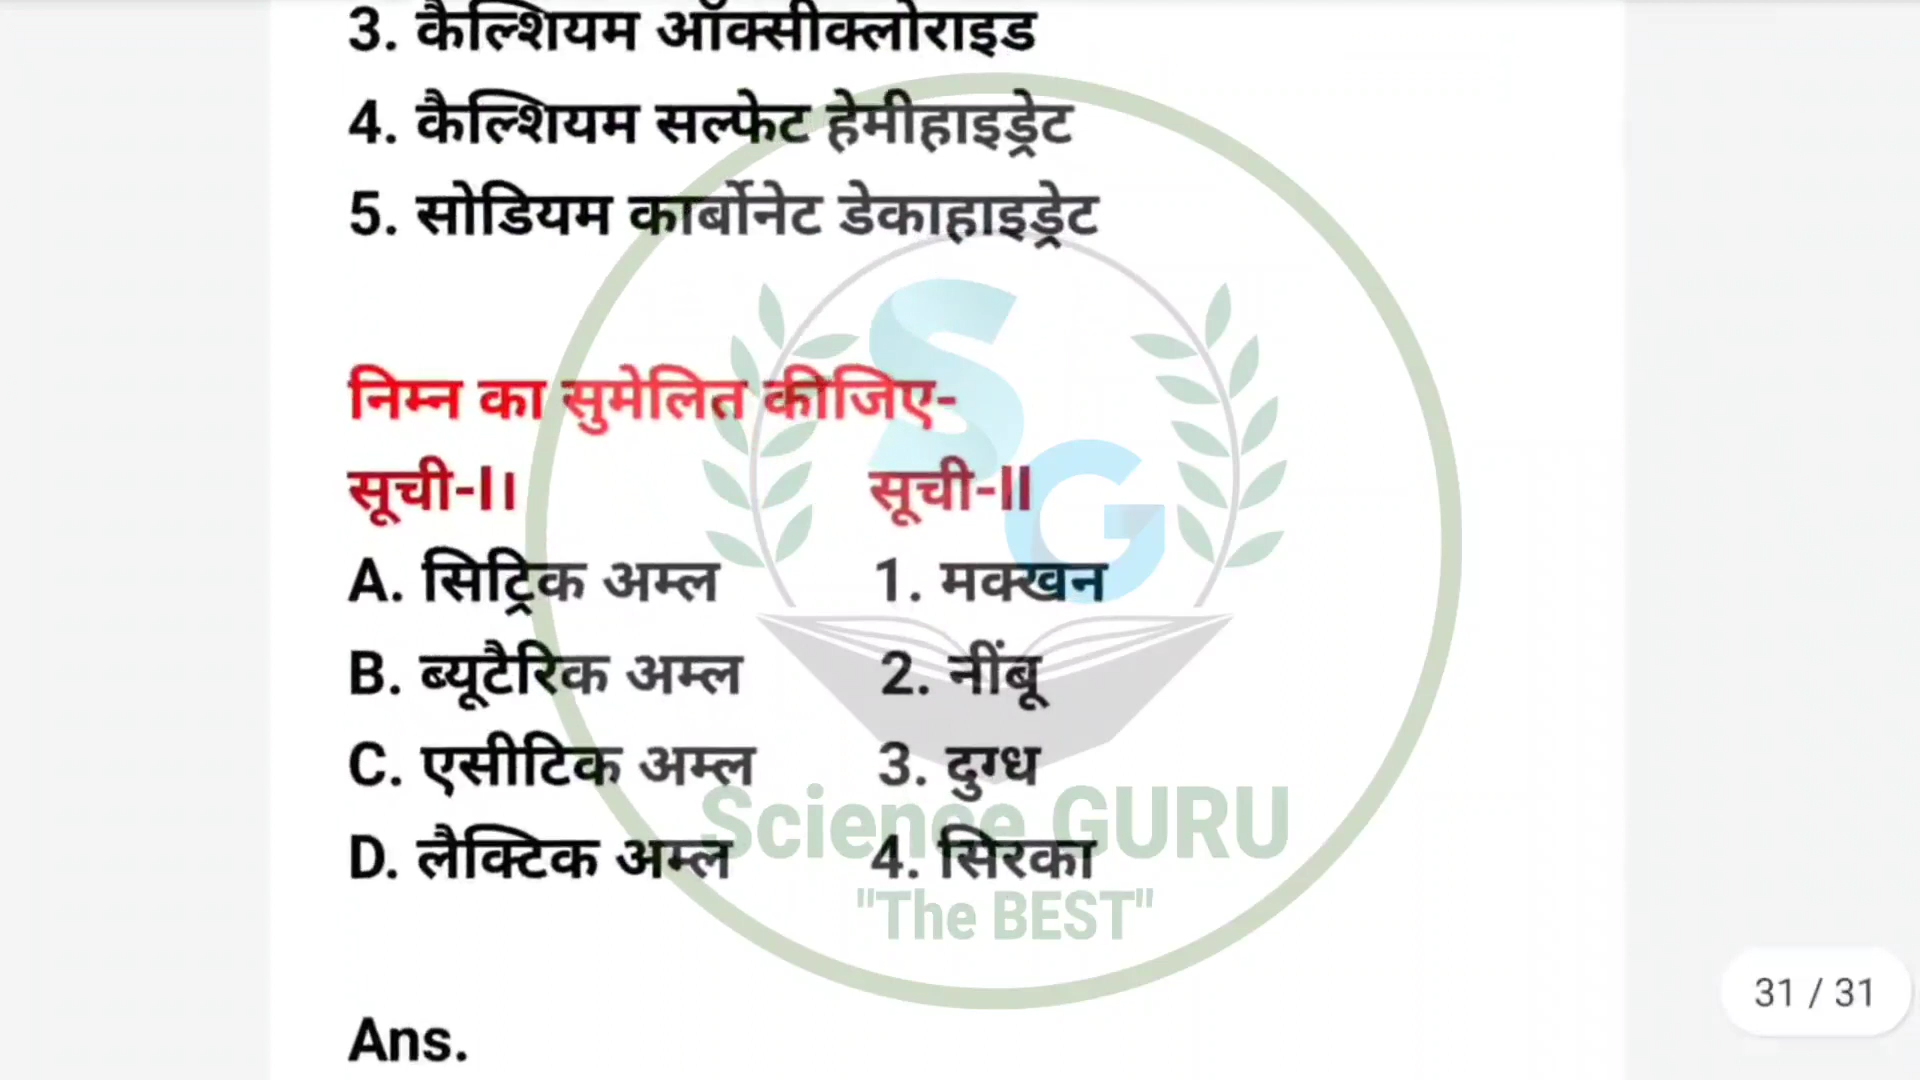 3. कैल्शियम ऑक्सीक्लोराइड
4. कैल्शियम सल्फेट हेमीहाइड्रेट
5. सोडियम कार्बोनेट डेकाहाइड्रेट
निम्न का सुमेलित कीजिए-
सूची-I। सूची-II
A. सिट्रिक अम्ल 1. मक्खन
B. ब्यूटैरिक अम्ल 2. नींबू
C. एसीटिक अम्ल 3. दुग्ध
D. लैक्टिक अम्ल 4. सिरका
SG
Science GURU
"The BEST"
31 / 31
Ans.